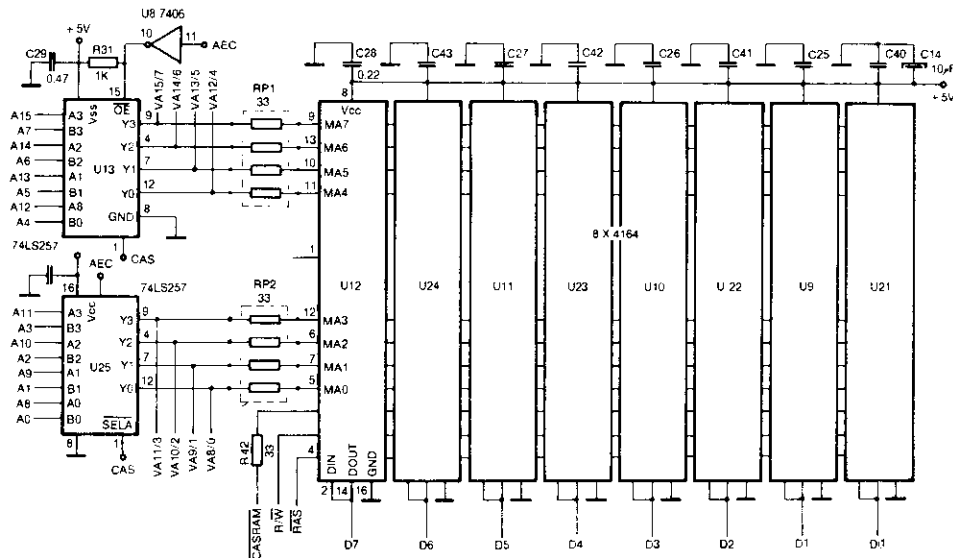 U8 7406
+5V
10
11
AEC
C29
0.47
R31
1K
15
C28
0.22
C43
C27
C42
C26
C41
C25
C40
C14
10µF
+5V
VA15/7
VA14/6
VA13/5
VA12/4
RP1
33
8
Vcc
A15
A7
A14
A6
A13
A5
A12
A4
A3
B3
A2
B2
A1
B1
A8
B0
Vss
OE
U13
GND
Y3
Y2
Y1
Y0
9
4
7
12
8
1
CAS
9
13
10
11
MA7
MA6
MA5
MA4
1
8 X 4164
74LS257
AEC
16
Vcc
74LS257
RP2
33
U12
U24
U11
U23
U10
U 22
U9
U21
A11
A3
A10
A2
A9
A1
A8
A0
A3
B3
A2
B2
A1
B1
A0
B0
U25
SELA
Y3
Y2
Y1
Y0
9
4
7
12
8
1
CAS
VA11/3
VA10/2
VA9/1
VA8/0
12
6
7
5
MA3
MA2
MA1
MA0
R42
33
4
DIN
DOUT
GND
2
14
16
CASRAM
R/W
RAS
D7
D6
D5
D4
D3
D2
D1